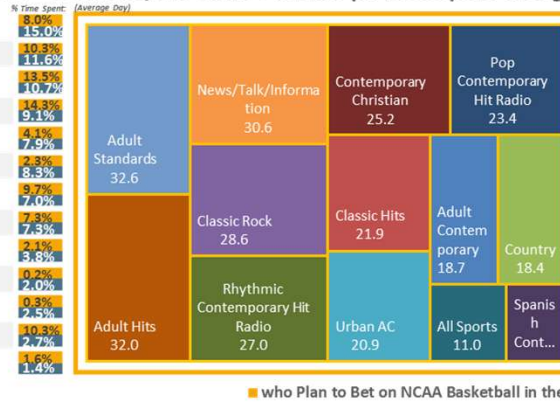 % Time Spent: (Average Day)
8.0%
15.0%
10.3%
11.6%
13.5%
10.7%
14.3%
9.1%
4.1%
7.9%
2.3%
8.3%
9.7%
7.0%
7.3%
7.3%
2.1%
3.8%
0.2%
2.0%
0.3%
2.5%
10.3%
2.7%
1.6%
1.4%
Adult
Standards
32.6
Adult Hits
32.0
News/Talk/Informa
tion
30.6
Classic Rock
28.6
Rhythmic
Contemporary Hit
Radio
27.0
Contemporary
Christian
25.2
Pop
Contemporary
Hit Radio
23.4
Classic Hits
21.9
Urban AC
20.9
Adult
Contem
porary
18.7
Country
18.4
All Sports
11.0
Spanis
h
Cont...
who Plan to Bet on NCAA Basketball in the